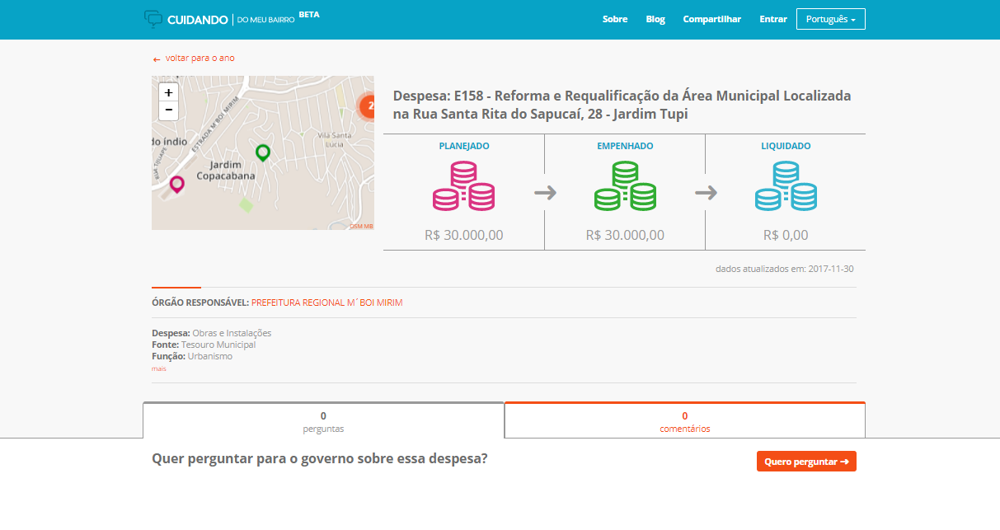 CUIDANDO DO MEU BAIRRO BETA
Sobre Blog Compartilhar Entrar Português
← voltar para o ano
+
−
2
ESTRADA M BOI MIRIM
do índio
Vila Santa
Lúcia
RUA TIJUAPE
Jardim
Copacabana
OSM MB
Despesa: E158 - Reforma e Requalificação da Área Municipal Localizada
na Rua Santa Rita do Sapucaí, 28 - Jardim Tupi
PLANEJADO EMPENHADO LIQUIDADO
R$ 30.000,00 R$ 30.000,00 R$ 0,00
dados atualizados em: 2017-11-30
ÓRGÃO RESPONSÁVEL: PREFEITURA REGIONAL M´BOI MIRIM
Despesa: Obras e Instalações
Fonte: Tesouro Municipal
Função: Urbanismo
mais
0
perguntas
0
comentários
Quer perguntar para o governo sobre essa despesa?
Quero perguntar →